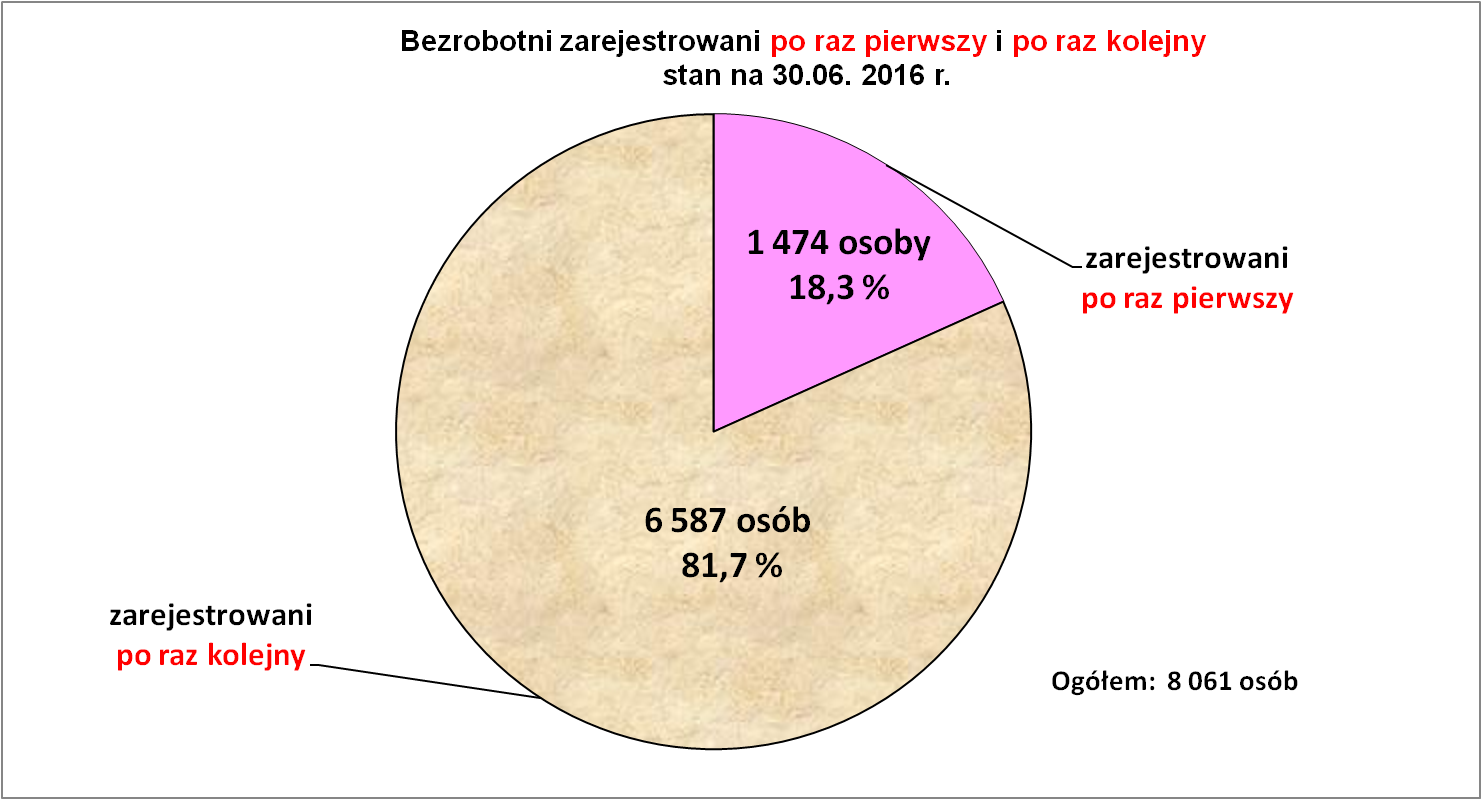 Bezrobotni zarejestrowani po raz pierwszy i po raz kolejny
stan na 30.06. 2016 r.
1 474 osoby
18,3 %
zarejestrowani
po raz pierwszy
6 587 osób
81,7 %
zarejestrowani
po raz kolejny
Ogółem: 8 061 osób